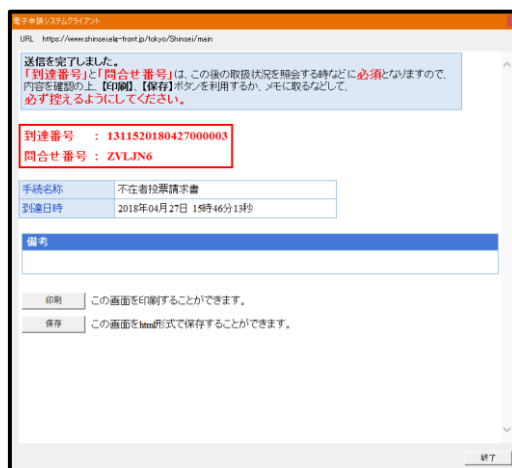 電子申請システムクライアント
URL https://www.shinsei.elg-front.jp/tokyo/Shinsei/main
送信を完了しました。
「到達番号」と「問合せ番号」は、この後の取扱状況を照会する時などに必須となりますので、
内容を確認の上、【印刷】、【保存】ボタンを利用するか、メモに取るなどして、
必ず控えるようにしてください。
到達番号 : 1311520180427000003
問合せ番号 : ZVLJN6
手続名称 不在者投票請求書
到達日時 2018年04月27日 15時46分13秒
備考
印刷 この画面を印刷することができます。
保存 この画面をhtml形式で保存することができます。
終了